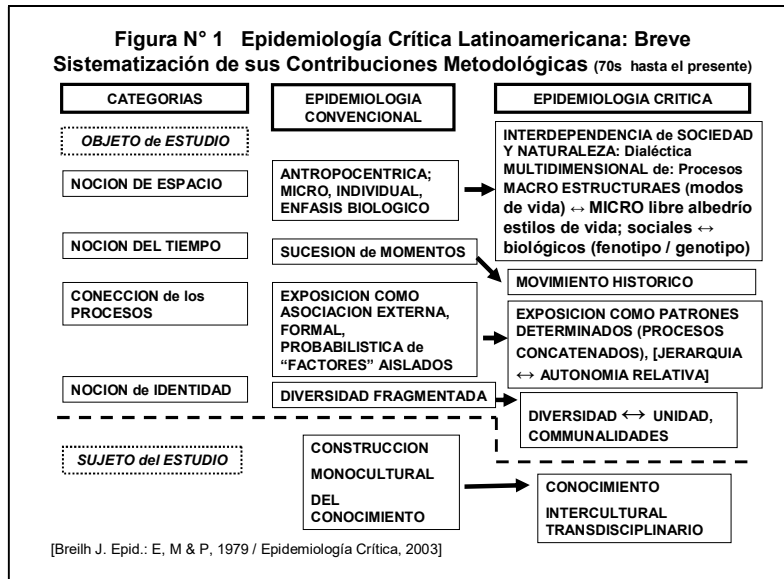 Figura N° 1 Epidemiología Crítica Latinoamericana: Breve
Sistematización de sus Contribuciones Metodológicas (70s hasta el presente)
CATEGORIAS
EPIDEMIOLOGIA
CONVENCIONAL
EPIDEMIOLOGIA CRITICA
OBJETO de ESTUDIO
NOCION DE ESPACIO
ANTROPOCENTRICA;
MICRO, INDIVIDUAL,
ENFASIS BIOLOGICO
INTERDEPENDENCIA de SOCIEDAD
Y NATURALEZA: Dialéctica
MULTIDIMENSIONAL de: Procesos
MACRO ESTRUCTURAES (modos
de vida) ↔ MICRO libre albedrío
estilos de vida; sociales ↔
biológicos (fenotipo / genotipo)
NOCION DEL TIEMPO
SUCESION de MOMENTOS
MOVIMIENTO HISTORICO
CONECCION de los
PROCESOS
EXPOSICION COMO
ASOCIACION EXTERNA,
FORMAL,
PROBABILISTICA de
“FACTORES” AISLADOS
EXPOSICION COMO PATRONES
DETERMINADOS (PROCESOS
CONCATENADOS), [JERARQUIA
↔ AUTONOMIA RELATIVA]
NOCION de IDENTIDAD
DIVERSIDAD FRAGMENTADA
DIVERSIDAD ↔ UNIDAD,
COMMUNALIDADES
SUJETO del ESTUDIO
CONSTRUCCION
MONOCULTURAL
DEL
CONOCIMIENTO
CONOCIMIENTO
INTERCULTURAL
TRANSDISCIPLINARIO
[Breilh J. Epid.: E, M & P, 1979 / Epidemiología Crítica, 2003]